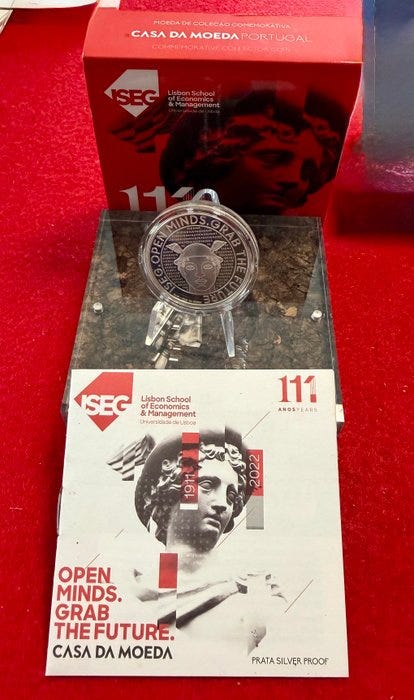 MOEDA DE COLEÇÃO COMEMORATIVA
CASA DA MOEDA PORTUGAL
COMMEMORATIVE COLLECTOR COIN
ISEG
Lisbon School
of Economics
& Management
Universidade de Lisboa
111
ISEG OPEN MINDS. GRAB THE FUTURE.
ISEG
Lisbon School
of Economics
& Management
Universidade de Lisboa
111
ANOS YEARS
1911
2022
OPEN
MINDS.
GRAB
THE FUTURE.
CASA DA MOEDA
PRATA SILVER PROOF